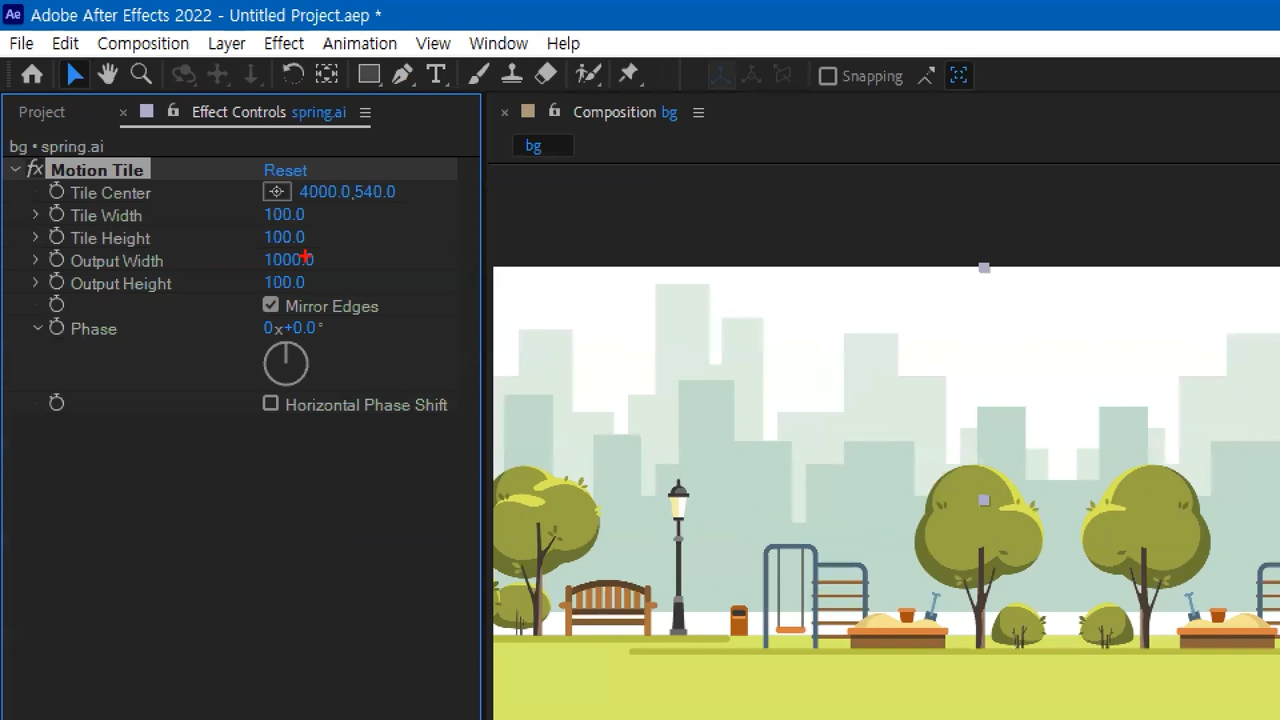 Ae Adobe After Effects 2022 - Untitled Project.aep *
File Edit Composition Layer Effect Animation View Window Help
T Snapping
Project × Effect Controls spring.ai
× Composition bg
bg • spring.ai
bg
fx Motion Tile Reset
Tile Center 4000.0,540.0
Tile Width 100.0
Tile Height 100.0
Output Width 1000.0
Output Height 100.0
Mirror Edges
Phase 0x+0.0°
Horizontal Phase Shift